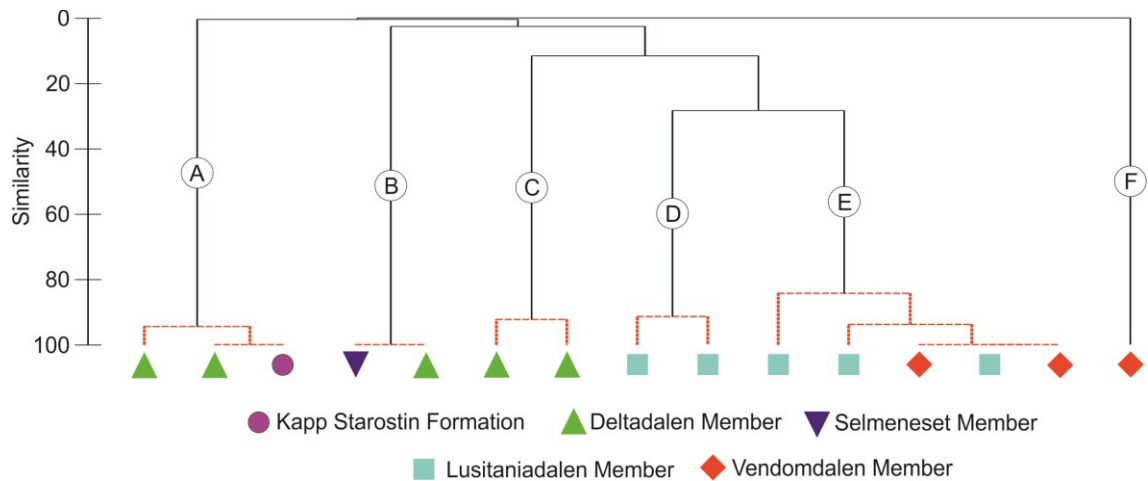 0
20
40
60
80
100
Similarity
A
B
C
D
E
F
Kapp Starostin Formation
Deltadalen Member
Selmeneset Member
Lusitaniadalen Member
Vendomdalen Member